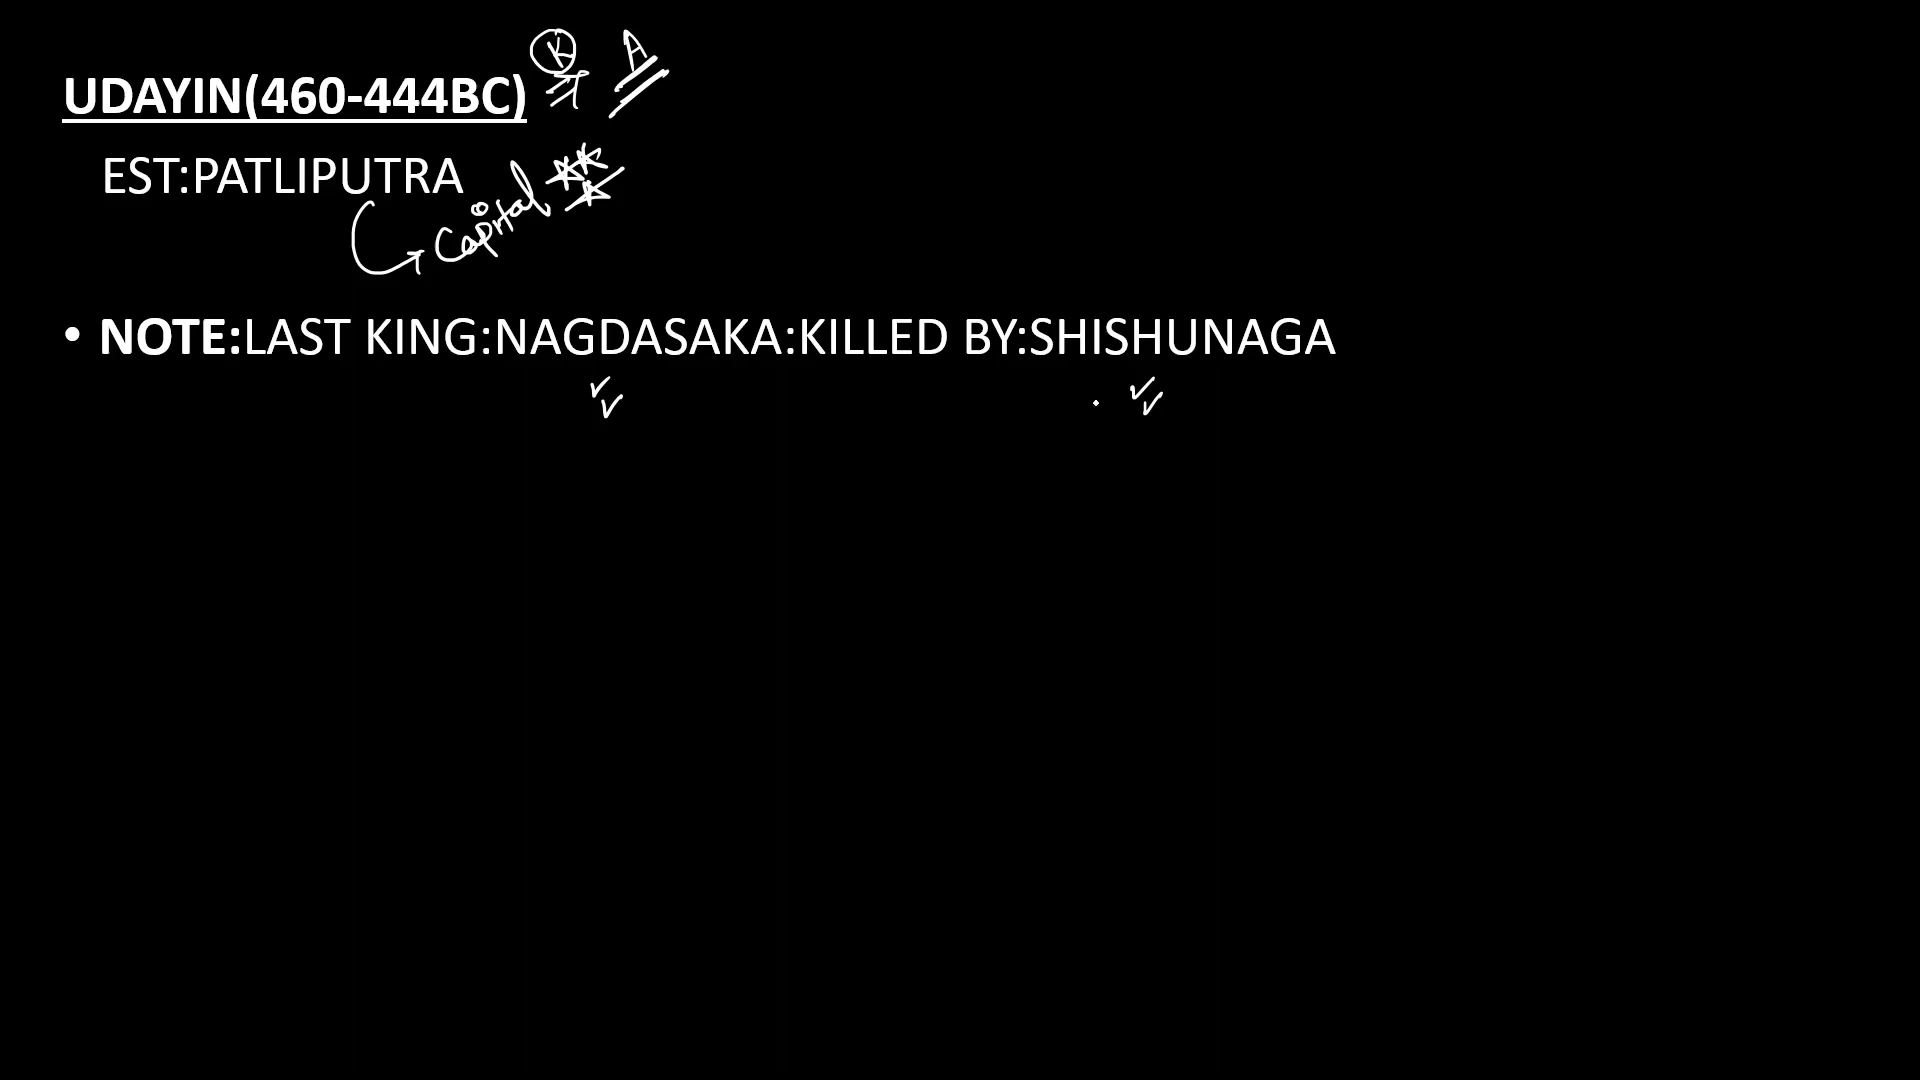 UDAYIN(460-444BC) K A
EST:PATLIPUTRA
Capital
• NOTE:LAST KING:NAGDASAKA:KILLED BY:SHISHUNAGA